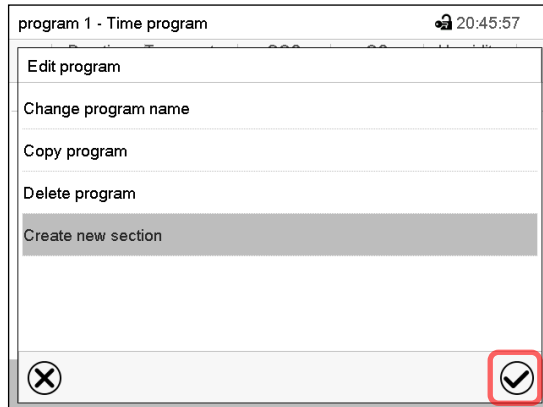 program 1 - Time program 20:45:57
Edit program
Change program name
Copy program
Delete program
Create new section